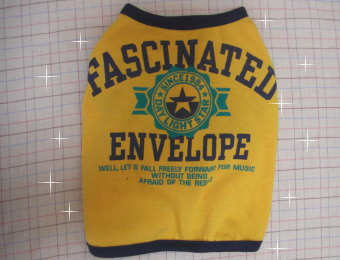 FASCINATED
SINCE 1984
DAY LIGHT STAR
ENVELOPE
WELL, LET'S FALL FREELY FORWARD FOR MUSIC
WITHOUT BEING
AFRAID OF THE RESULT